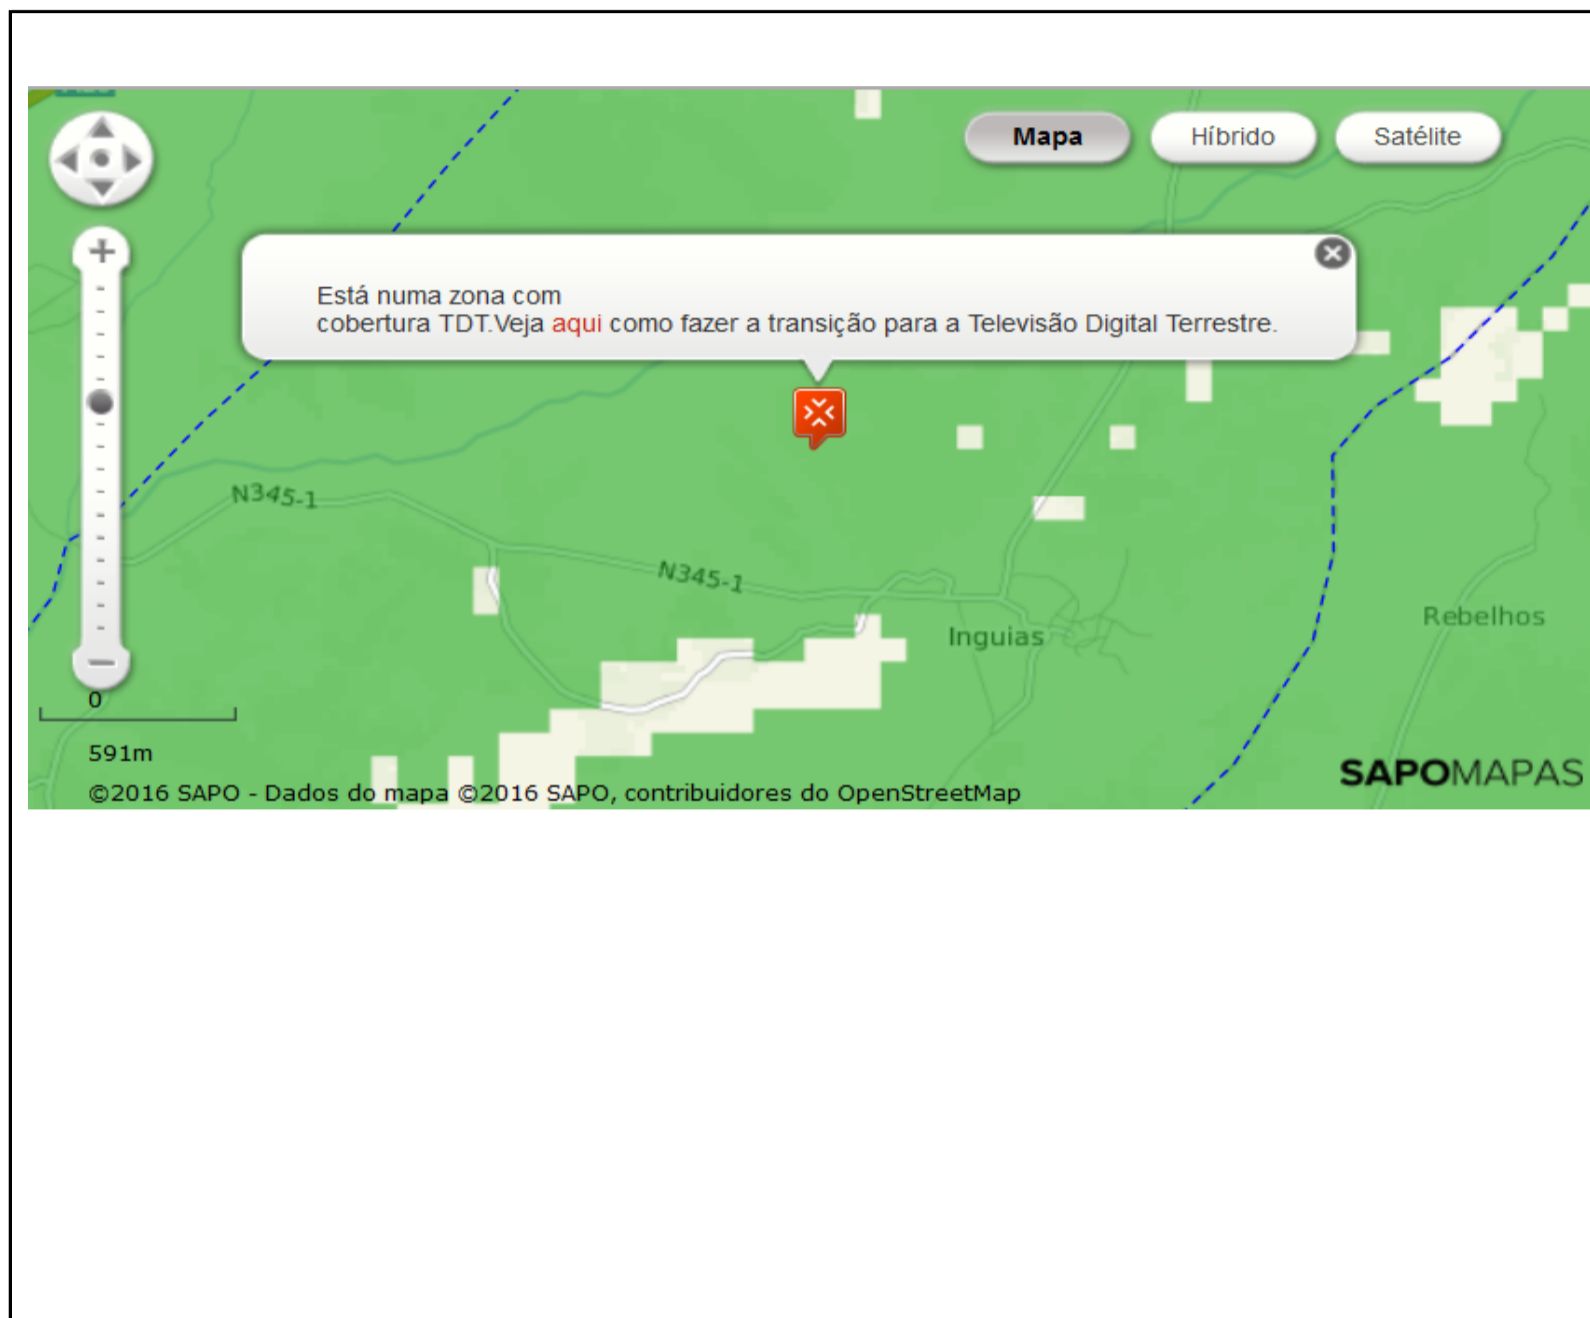 Mapa
Híbrido
Satélite
Está numa zona com
cobertura TDT.Veja aqui como fazer a transição para a Televisão Digital Terrestre.
N345-1
N345-1
Rebelhos
Inguias
0
591m
SAPOMAPAS
©2016 SAPO - Dados do mapa ©2016 SAPO, contribuidores do OpenStreetMap